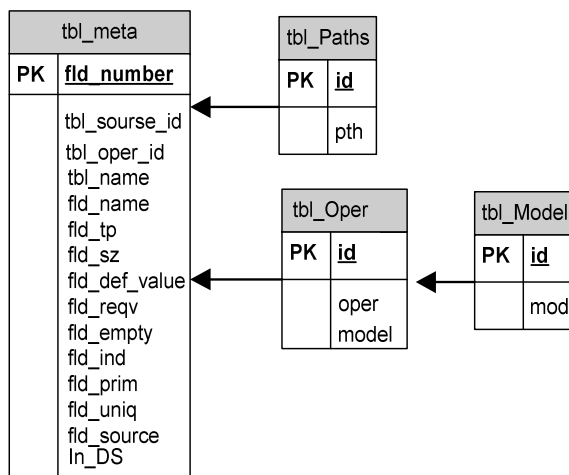 tbl_meta
PK fld_number
tbl_sourse_id
tbl_oper_id
tbl_name
fld_name
fld_tp
fld_sz
fld_def_value
fld_reqv
fld_empty
fld_ind
fld_prim
fld_uniq
fld_source
In_DS
tbl_Paths
PK id
pth
tbl_Oper
PK id
oper
model
tbl_Model
PK id
mod